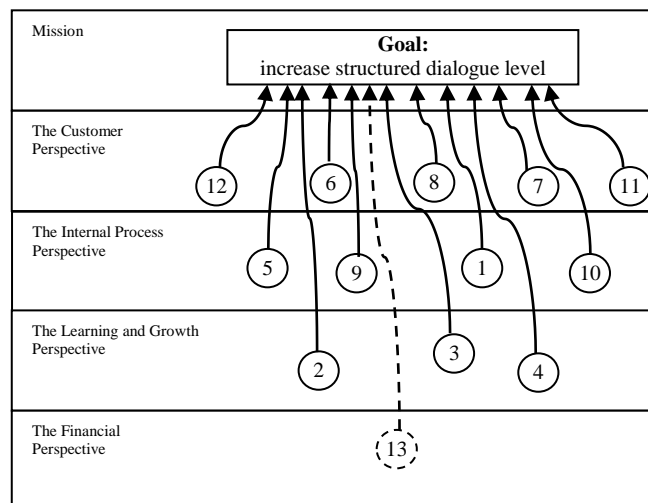 Mission
Goal:
increase structured dialogue level
The Customer
Perspective
12
6
8
7
11
The Internal Process
Perspective
5
9
1
10
The Learning and Growth
Perspective
2
3
4
The Financial
Perspective
13